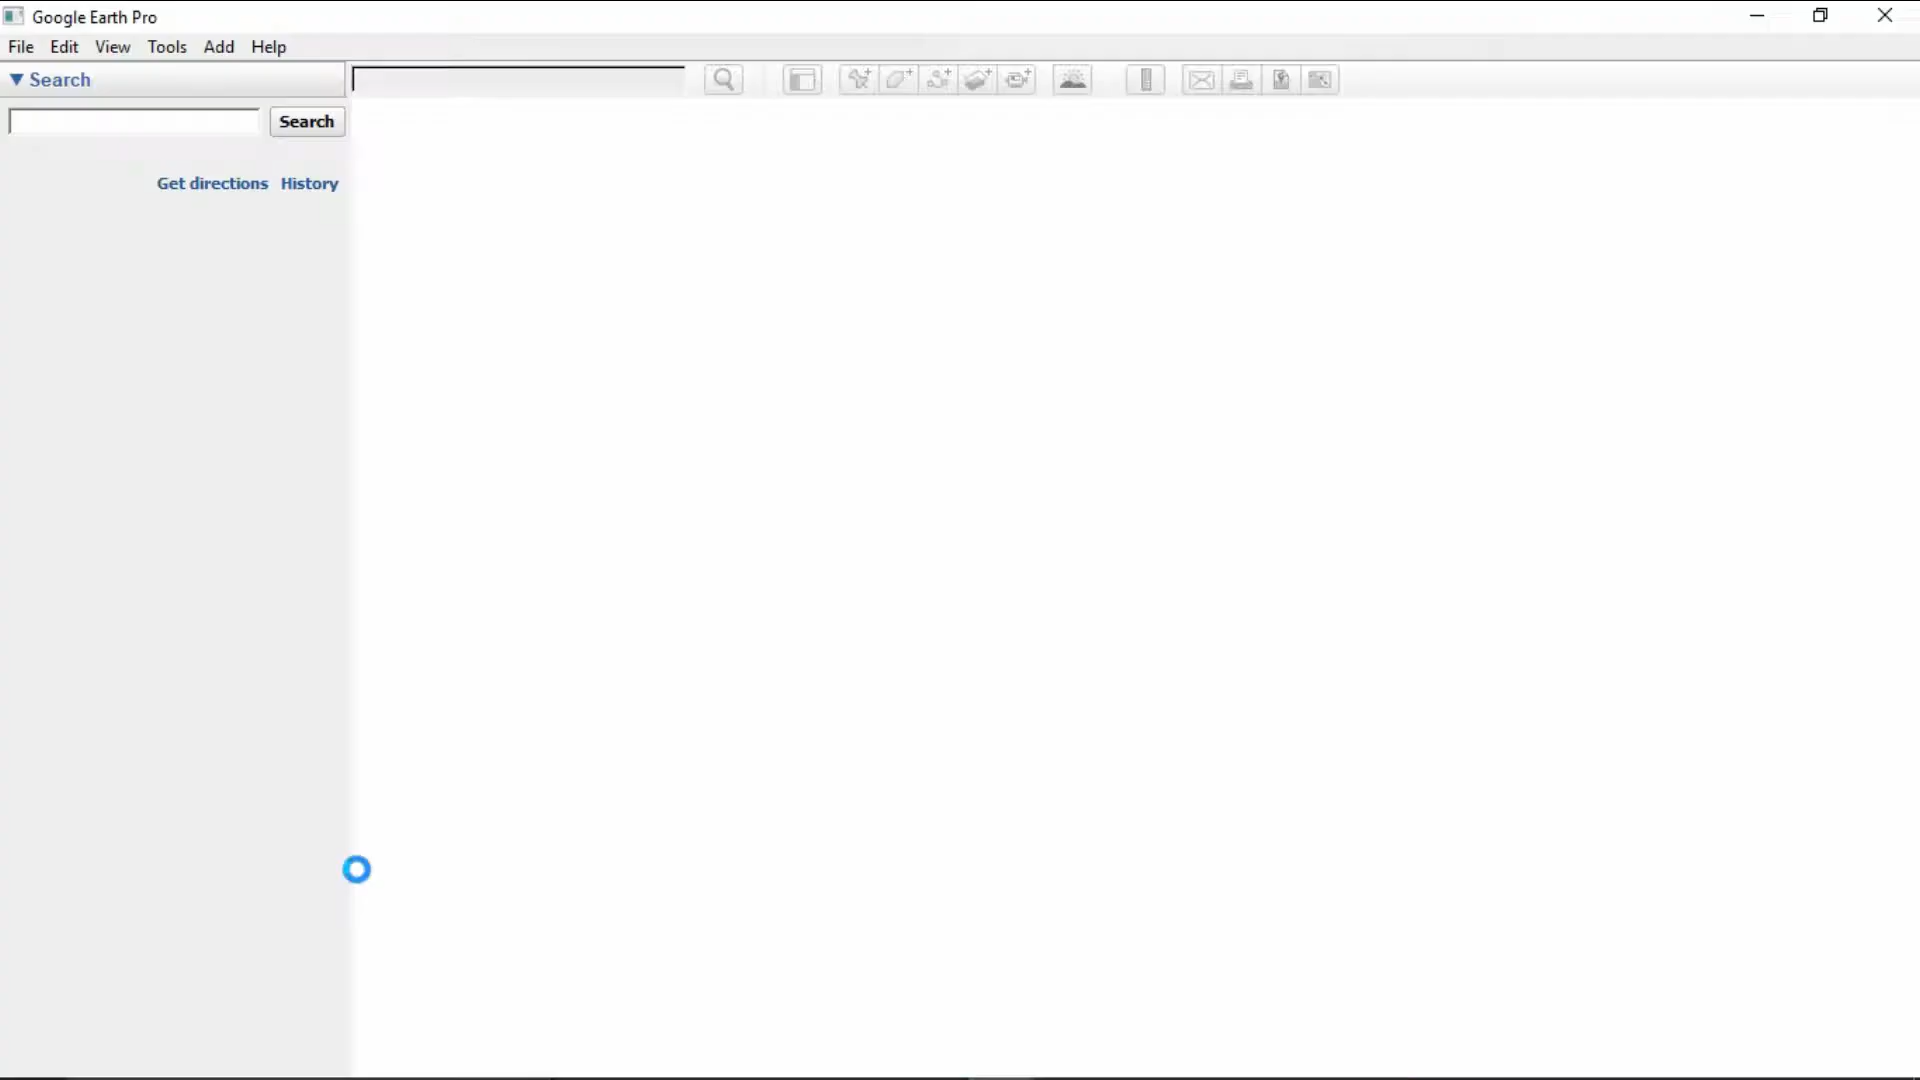 Google Earth Pro
File Edit View Tools Add Help
Search
Search
Get directions History